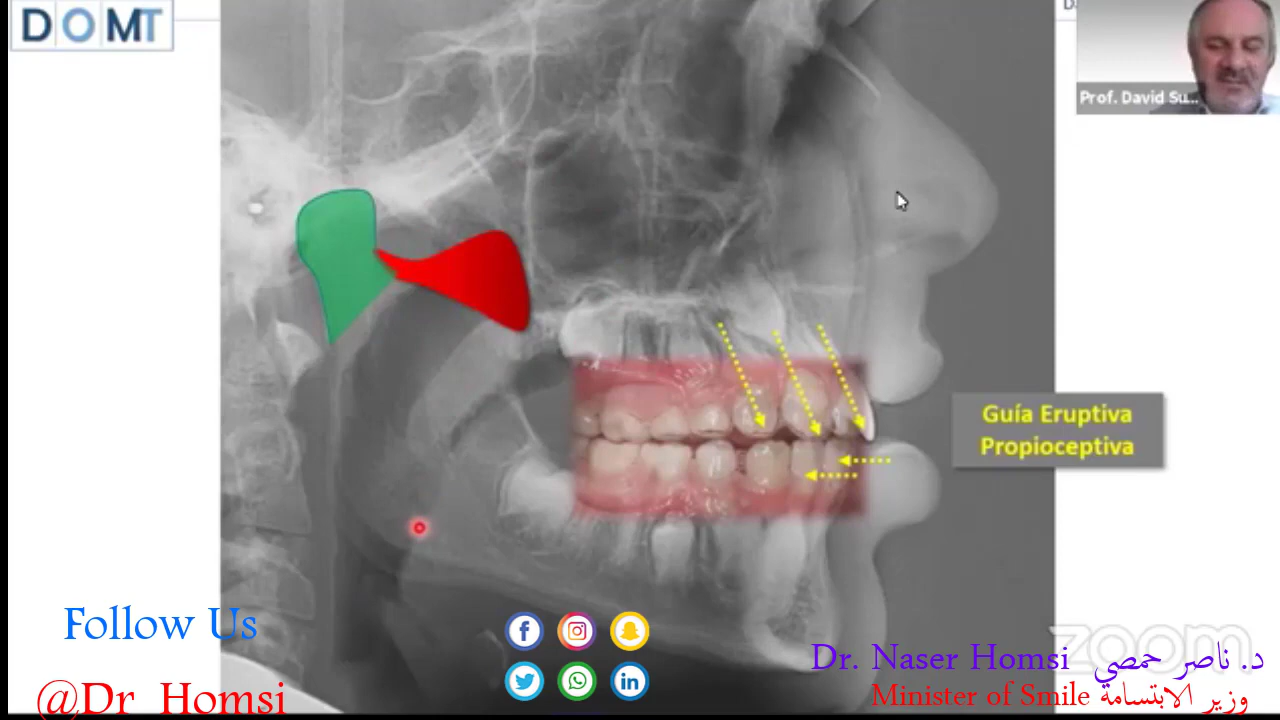 DOMT
D
Prof. David Su...
Guía Eruptiva
Propioceptiva
Follow Us
@Dr_Homsi
zoom
Dr. Naser Homsi د. ناصر حمصي
Minister of Smile وزير الابتسامة